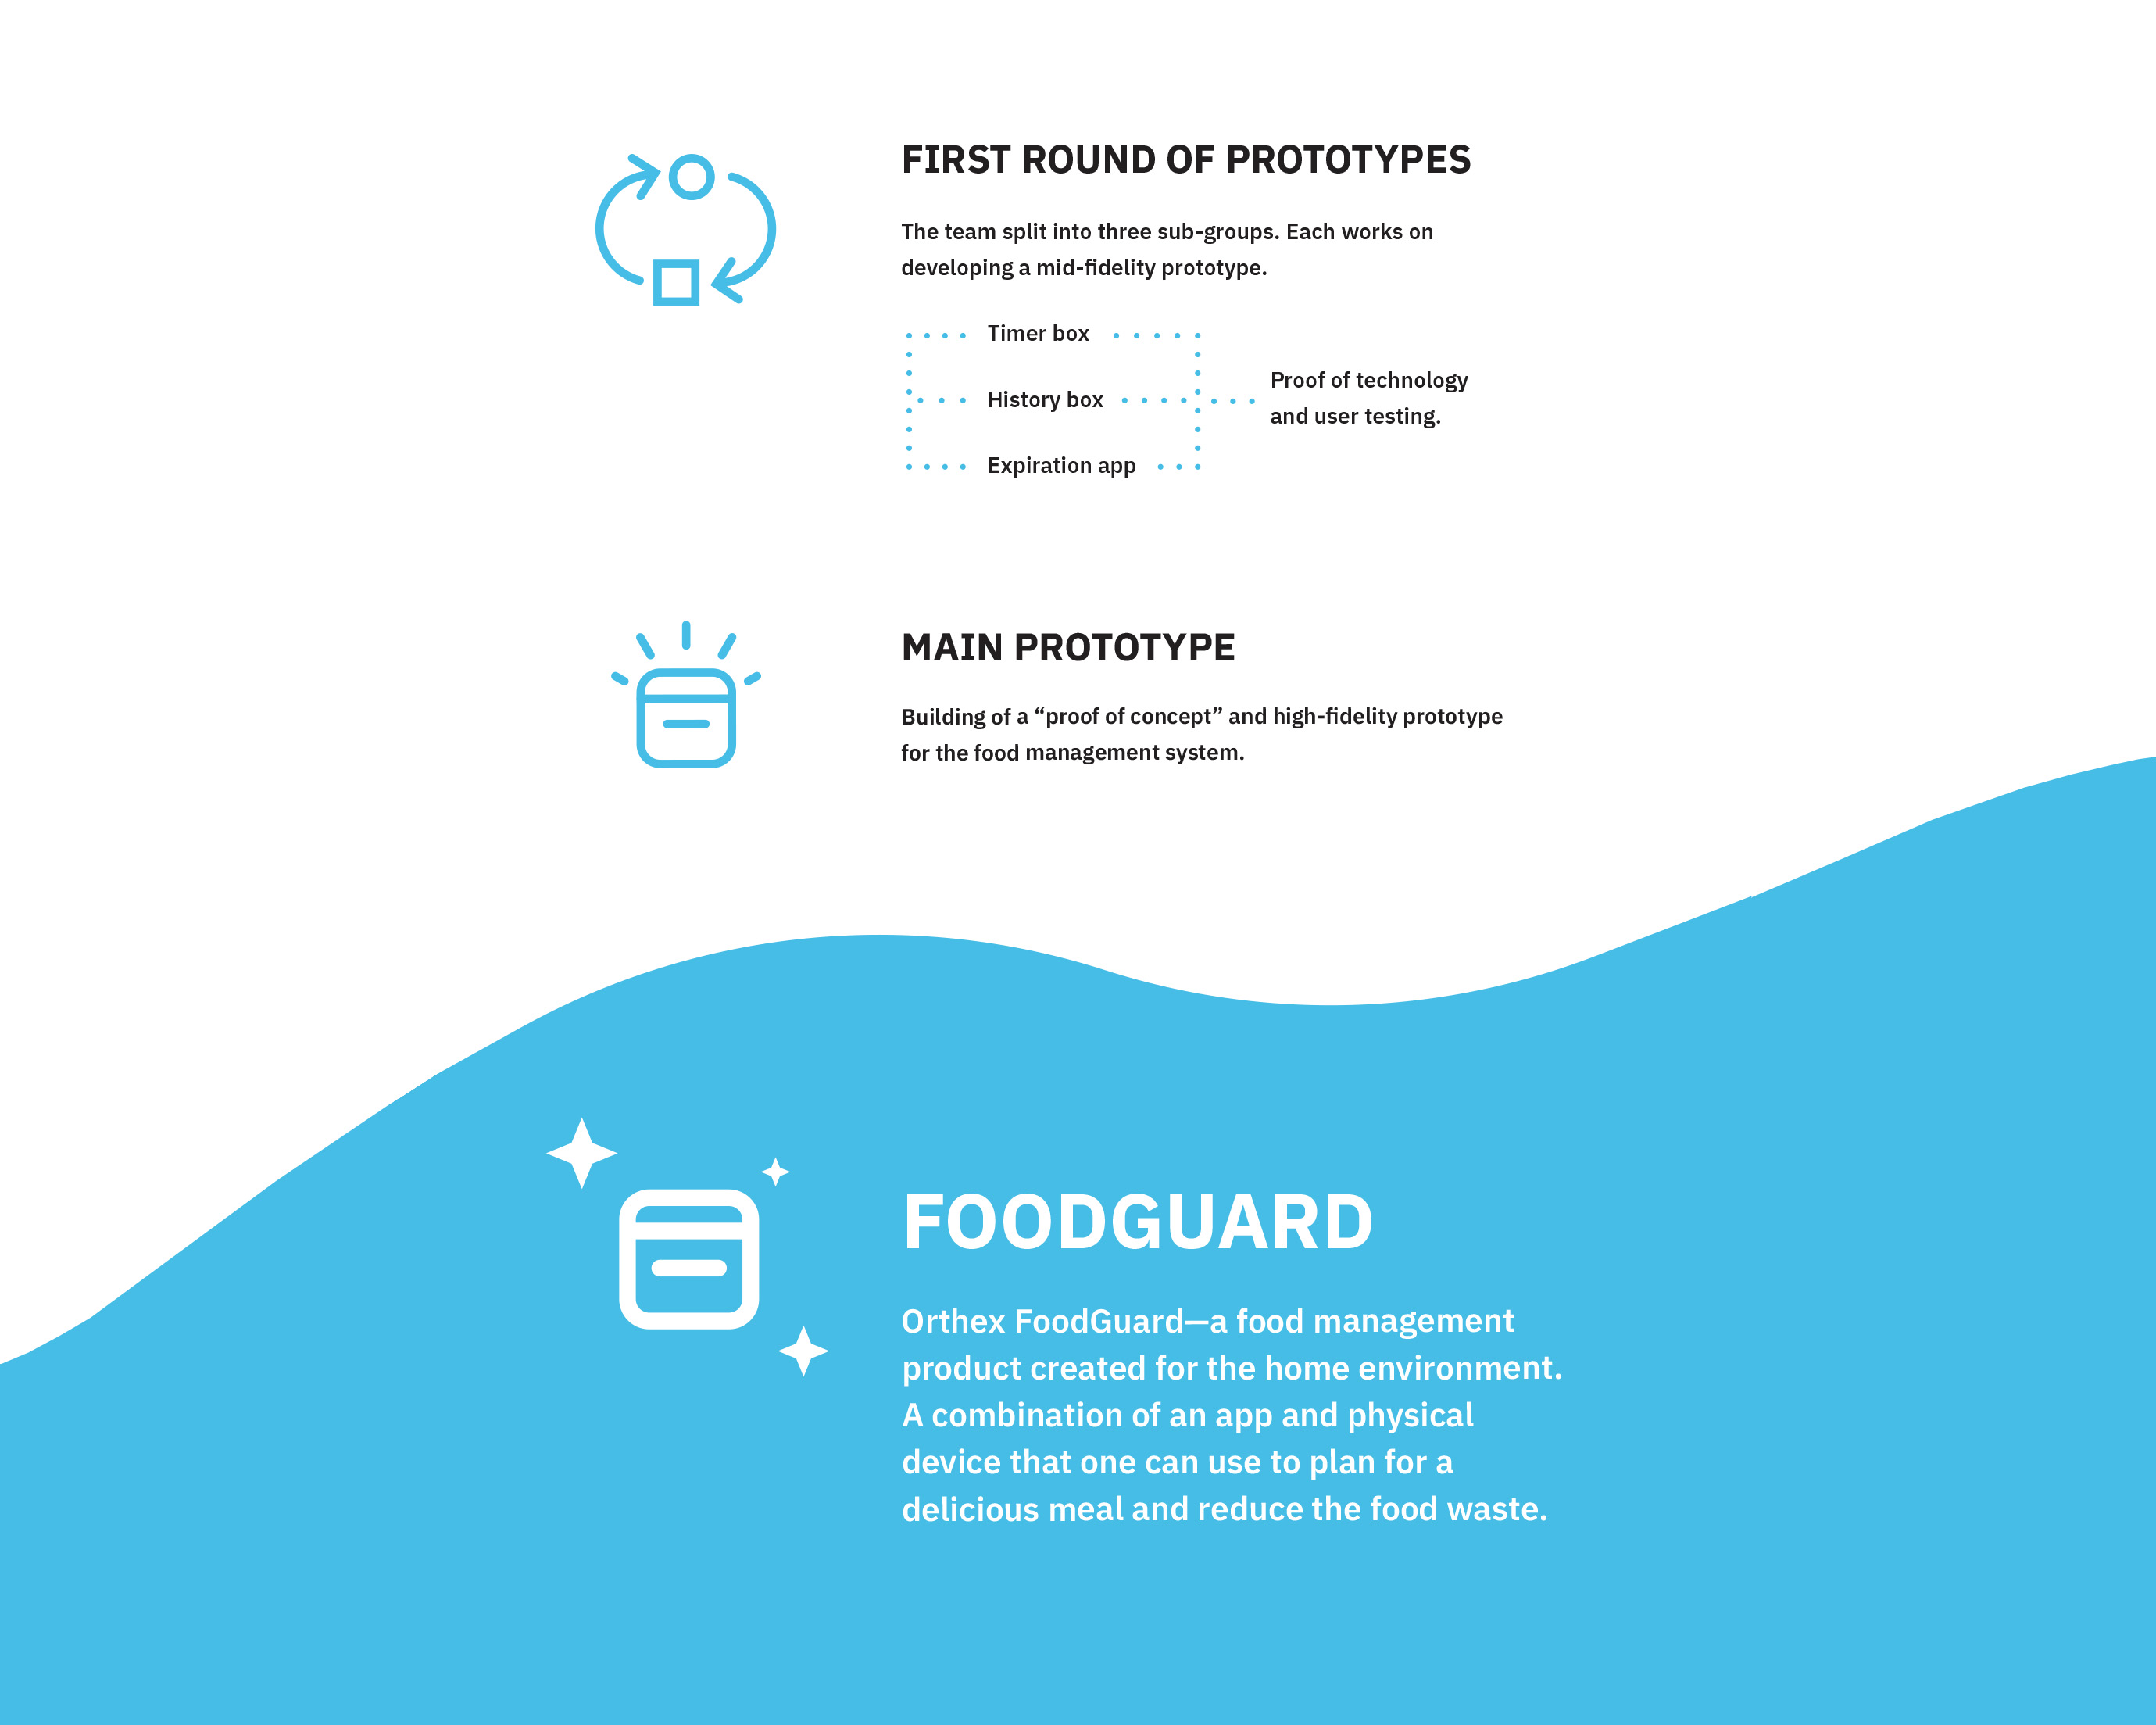 FIRST ROUND OF PROTOTYPES
The team split into three sub-groups. Each works on
developing a mid-fidelity prototype.
Timer box
History box
Expiration app
Proof of technology
and user testing.
MAIN PROTOTYPE
Building of a “proof of concept” and high-fidelity prototype
for the food management system.
FOODGUARD
Orthex FoodGuard—a food management
product created for the home environment.
A combination of an app and physical
device that one can use to plan for a
delicious meal and reduce the food waste.